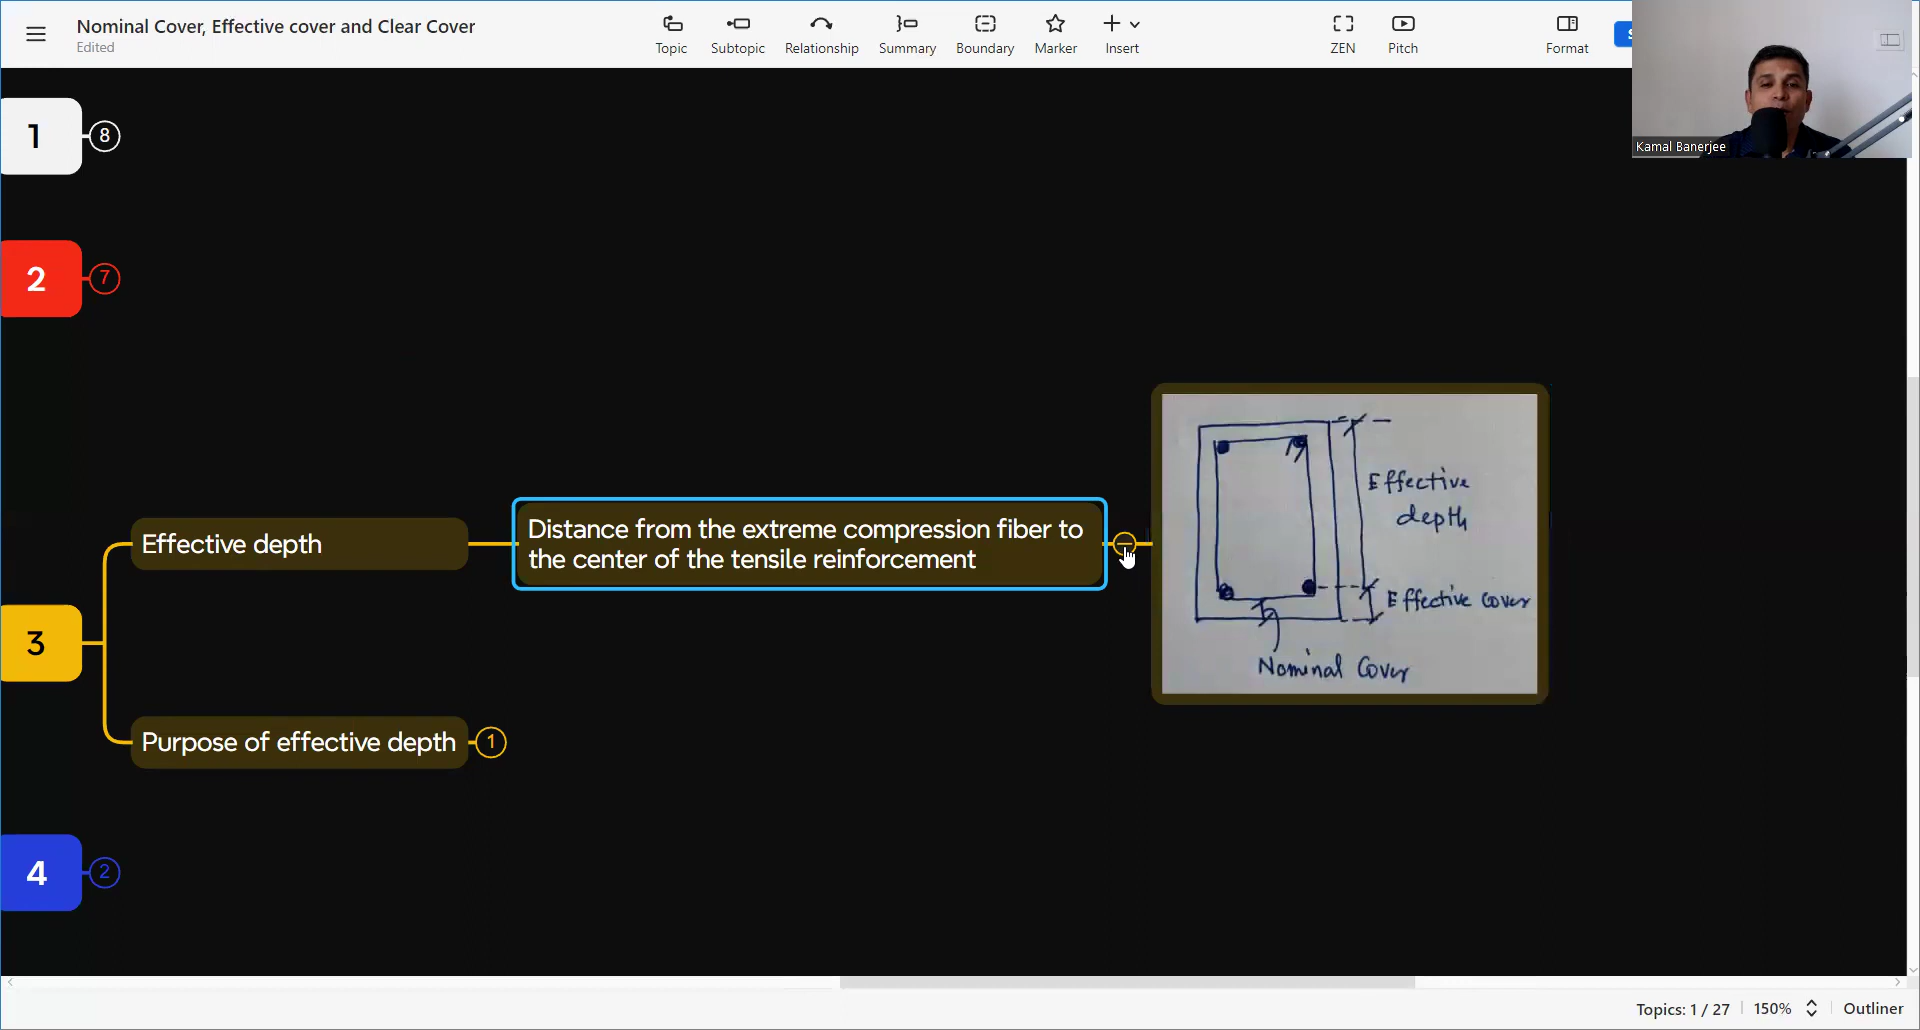 Nominal Cover, Effective cover and Clear Cover
Edited
Topic
Subtopic
Relationship
Summary
Boundary
Marker
Insert
ZEN
Pitch
Format
Kamal Banerjee
1
8
2
7
3
Effective depth
Distance from the extreme compression fiber to
the center of the tensile reinforcement
Effective
depth
Effective Cover
Nominal Cover
Purpose of effective depth
1
4
2
Topics: 1 / 27
150%
Outliner